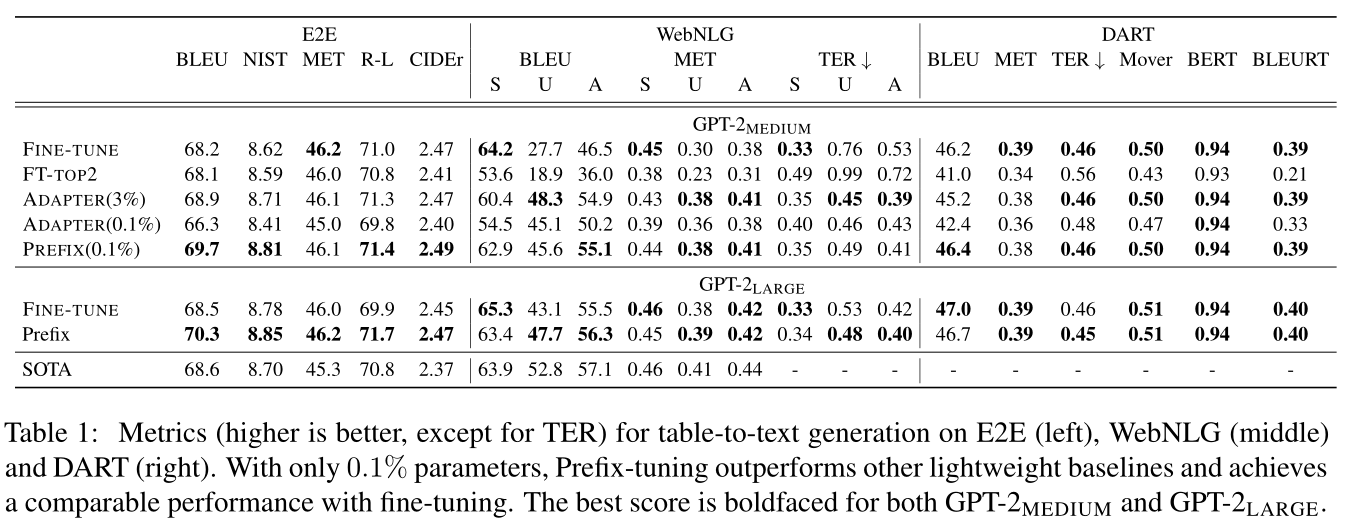 E2E WebNLG DART
BLEU NIST MET R-L CIDEr BLEU MET TER ↓ BLEU MET TER ↓ Mover BERT BLEURT
S U A S U A S U A
GPT-2MEDIUM
FINE-TUNE 68.2 8.62 46.2 71.0 2.47 64.2 27.7 46.5 0.45 0.30 0.38 0.33 0.76 0.53 46.2 0.39 0.46 0.50 0.94 0.39
FT-TOP2 68.1 8.59 46.0 70.8 2.41 53.6 18.9 36.0 0.38 0.23 0.31 0.49 0.99 0.72 41.0 0.34 0.56 0.43 0.93 0.21
ADAPTER(3%) 68.9 8.71 46.1 71.3 2.47 60.4 48.3 54.9 0.43 0.38 0.41 0.35 0.45 0.39 45.2 0.38 0.46 0.50 0.94 0.39
ADAPTER(0.1%) 66.3 8.41 45.0 69.8 2.40 54.5 45.1 50.2 0.39 0.36 0.38 0.40 0.46 0.43 42.4 0.36 0.48 0.47 0.94 0.33
PREFIX(0.1%) 69.7 8.81 46.1 71.4 2.49 62.9 45.6 55.1 0.44 0.38 0.41 0.35 0.49 0.41 46.4 0.38 0.46 0.50 0.94 0.39
GPT-2LARGE
FINE-TUNE 68.5 8.78 46.0 69.9 2.45 65.3 43.1 55.5 0.46 0.38 0.42 0.33 0.53 0.42 47.0 0.39 0.46 0.51 0.94 0.40
Prefix 70.3 8.85 46.2 71.7 2.47 63.4 47.7 56.3 0.45 0.39 0.42 0.34 0.48 0.40 46.7 0.39 0.45 0.51 0.94 0.40
SOTA 68.6 8.70 45.3 70.8 2.37 63.9 52.8 57.1 0.46 0.41 0.44 - - - - - - - - -
Table 1: Metrics (higher is better, except for TER) for table-to-text generation on E2E (left), WebNLG (middle)
and DART (right). With only 0.1% parameters, Prefix-tuning outperforms other lightweight baselines and achieves
a comparable performance with fine-tuning. The best score is boldfaced for both GPT-2MEDIUM and GPT-2LARGE.